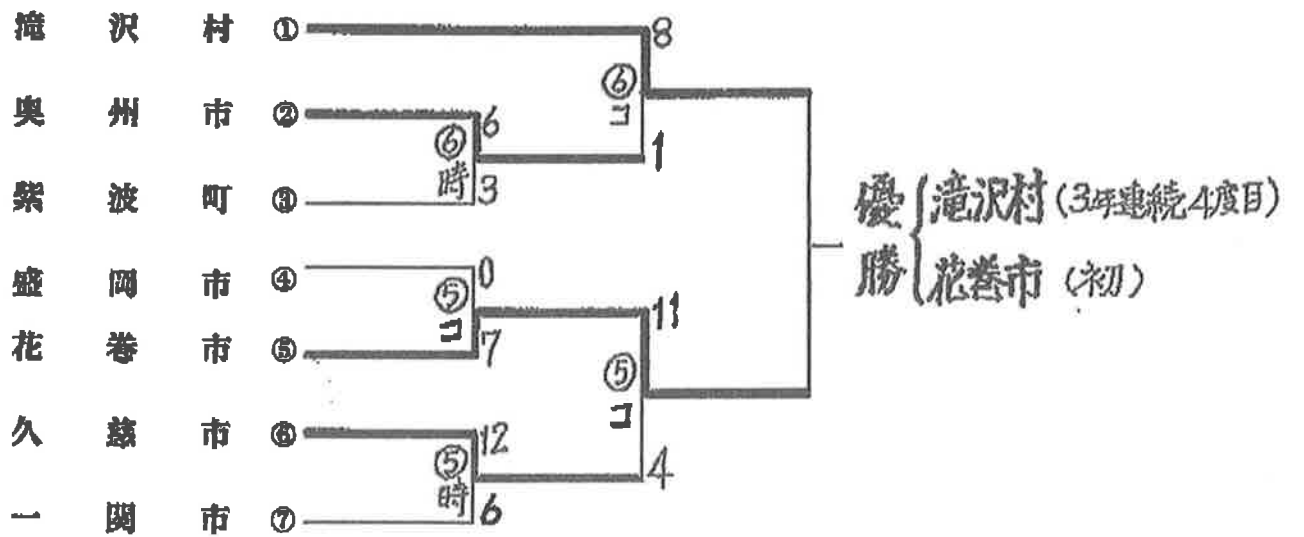 滝沢村 ① 8
⑥
コ
奥州市 ② 6
⑥
時 1
紫波町 ③ 3
優勝 滝沢村 (3年連続4度目)
花巻市 (初)
盛岡市 ④ 0
⑤
コ 11
花巻市 ⑤ 7
⑤
コ
久慈市 ⑥ 12
⑤
時 4
一関市 ⑦ 6